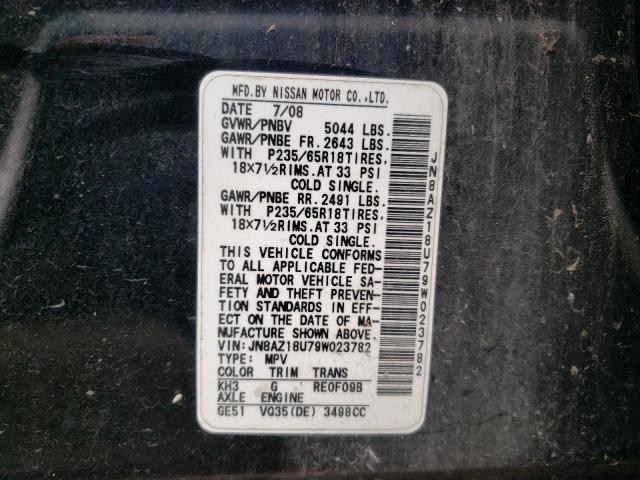 MFD.BY NISSAN MOTOR CO.,LTD.
DATE 7/08
GVWR/PNBV 5044 LBS.
GAWR/PNBE FR. 2643 LBS.
WITH P235/65R18TIRES,
18X7½RIMS.AT 33 PSI
COLD SINGLE.
GAWR/PNBE RR. 2491 LBS.
WITH P235/65R18TIRES,
18X7½RIMS.AT 33 PSI
COLD SINGLE.
THIS VEHICLE CONFORMS
TO ALL APPLICABLE FED-
ERAL MOTOR VEHICLE SA-
FETY AND THEFT PREVEN-
TION STANDARDS IN EFF-
ECT ON THE DATE OF MA-
NUFACTURE SHOWN ABOVE.
VIN:JN8AZ18U79W023782
TYPE: MPV
COLOR TRIM TRANS
KH3 G RE0F09B
AXLE ENGINE
GE51 VQ35(DE) 3498CC
JN8AZ18U79W023782